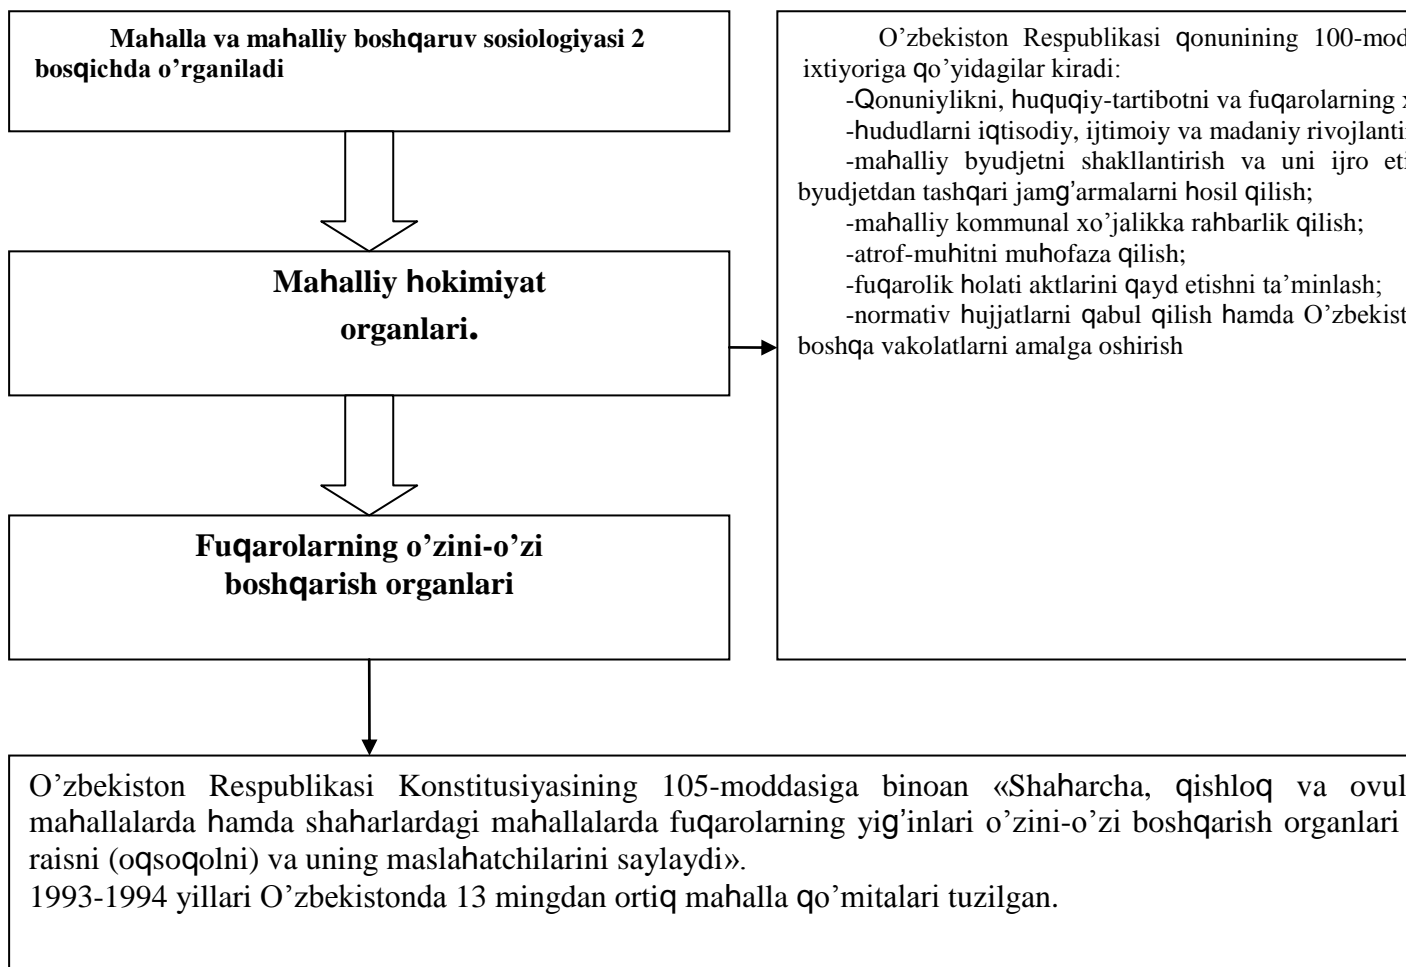 Mahalla va mahalliy boshqaruv sosiologiyasi 2
bosqichda o’rganiladi
O’zbekiston Respublikasi qonunining 100-mod
ixtiyoriga qo’yidagilar kiradi:
-Qonuniylikni, huquqiy-tartibotni va fuqarolarning
-hududlarni iqtisodiy, ijtimoiy va madaniy rivojlanti
-mahalliy byudjetni shakllantirish va uni ijro eti
byudjetdan tashqari jamg’armalarni hosil qilish;
-mahalliy kommunal xo’jalikka rahbarlik qilish;
-atrof-muhitni muhofaza qilish;
-fuqarolik holati aktlarini qayd etishni ta’minlash;
-normativ hujjatlarni qabul qilish hamda O’zbekist
boshqa vakolatlarni amalga oshirish
Mahalliy hokimiyat
organlari.
Fuqarolarning o’zini-o’zi
boshqarish organlari
O’zbekiston Respublikasi Konstitusiyasining 105-moddasiga binoan «Shaharcha, qishloq va ovul
mahallalarda hamda shaharlardagi mahallalarda fuqarolarning yig’inlari o’zini-o’zi boshqarish organlari
raisni (oqsoqolni) va uning maslahatchilarini saylaydi».
1993-1994 yillari O’zbekistonda 13 mingdan ortiq mahalla qo’mitalari tuzilgan.